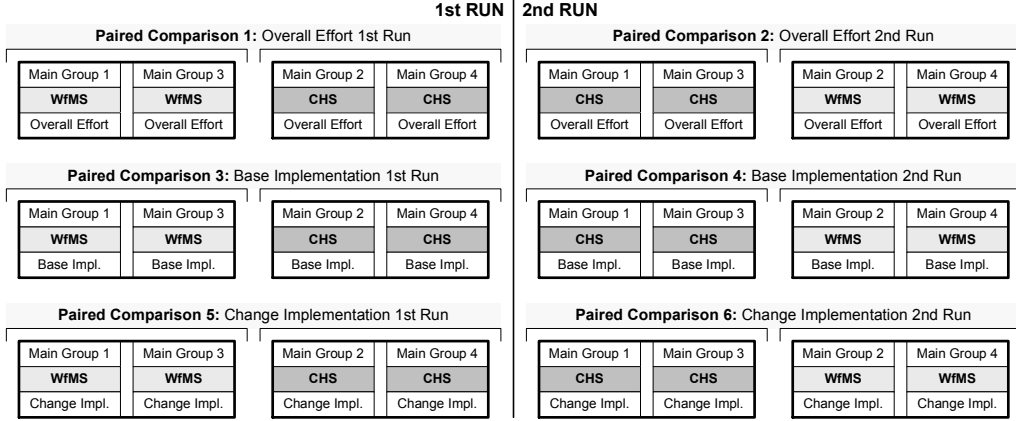 1st RUN 2nd RUN
Paired Comparison 1: Overall Effort 1st Run
Main Group 1 Main Group 3 Main Group 2 Main Group 4
WfMS WfMS CHS CHS
Overall Effort Overall Effort Overall Effort Overall Effort
Paired Comparison 2: Overall Effort 2nd Run
Main Group 1 Main Group 3 Main Group 2 Main Group 4
CHS CHS WfMS WfMS
Overall Effort Overall Effort Overall Effort Overall Effort
Paired Comparison 3: Base Implementation 1st Run
Main Group 1 Main Group 3 Main Group 2 Main Group 4
WfMS WfMS CHS CHS
Base Impl. Base Impl. Base Impl. Base Impl.
Paired Comparison 4: Base Implementation 2nd Run
Main Group 1 Main Group 3 Main Group 2 Main Group 4
CHS CHS WfMS WfMS
Base Impl. Base Impl. Base Impl. Base Impl.
Paired Comparison 5: Change Implementation 1st Run
Main Group 1 Main Group 3 Main Group 2 Main Group 4
WfMS WfMS CHS CHS
Change Impl. Change Impl. Change Impl. Change Impl.
Paired Comparison 6: Change Implementation 2nd Run
Main Group 1 Main Group 3 Main Group 2 Main Group 4
CHS CHS WfMS WfMS
Change Impl. Change Impl. Change Impl. Change Impl.